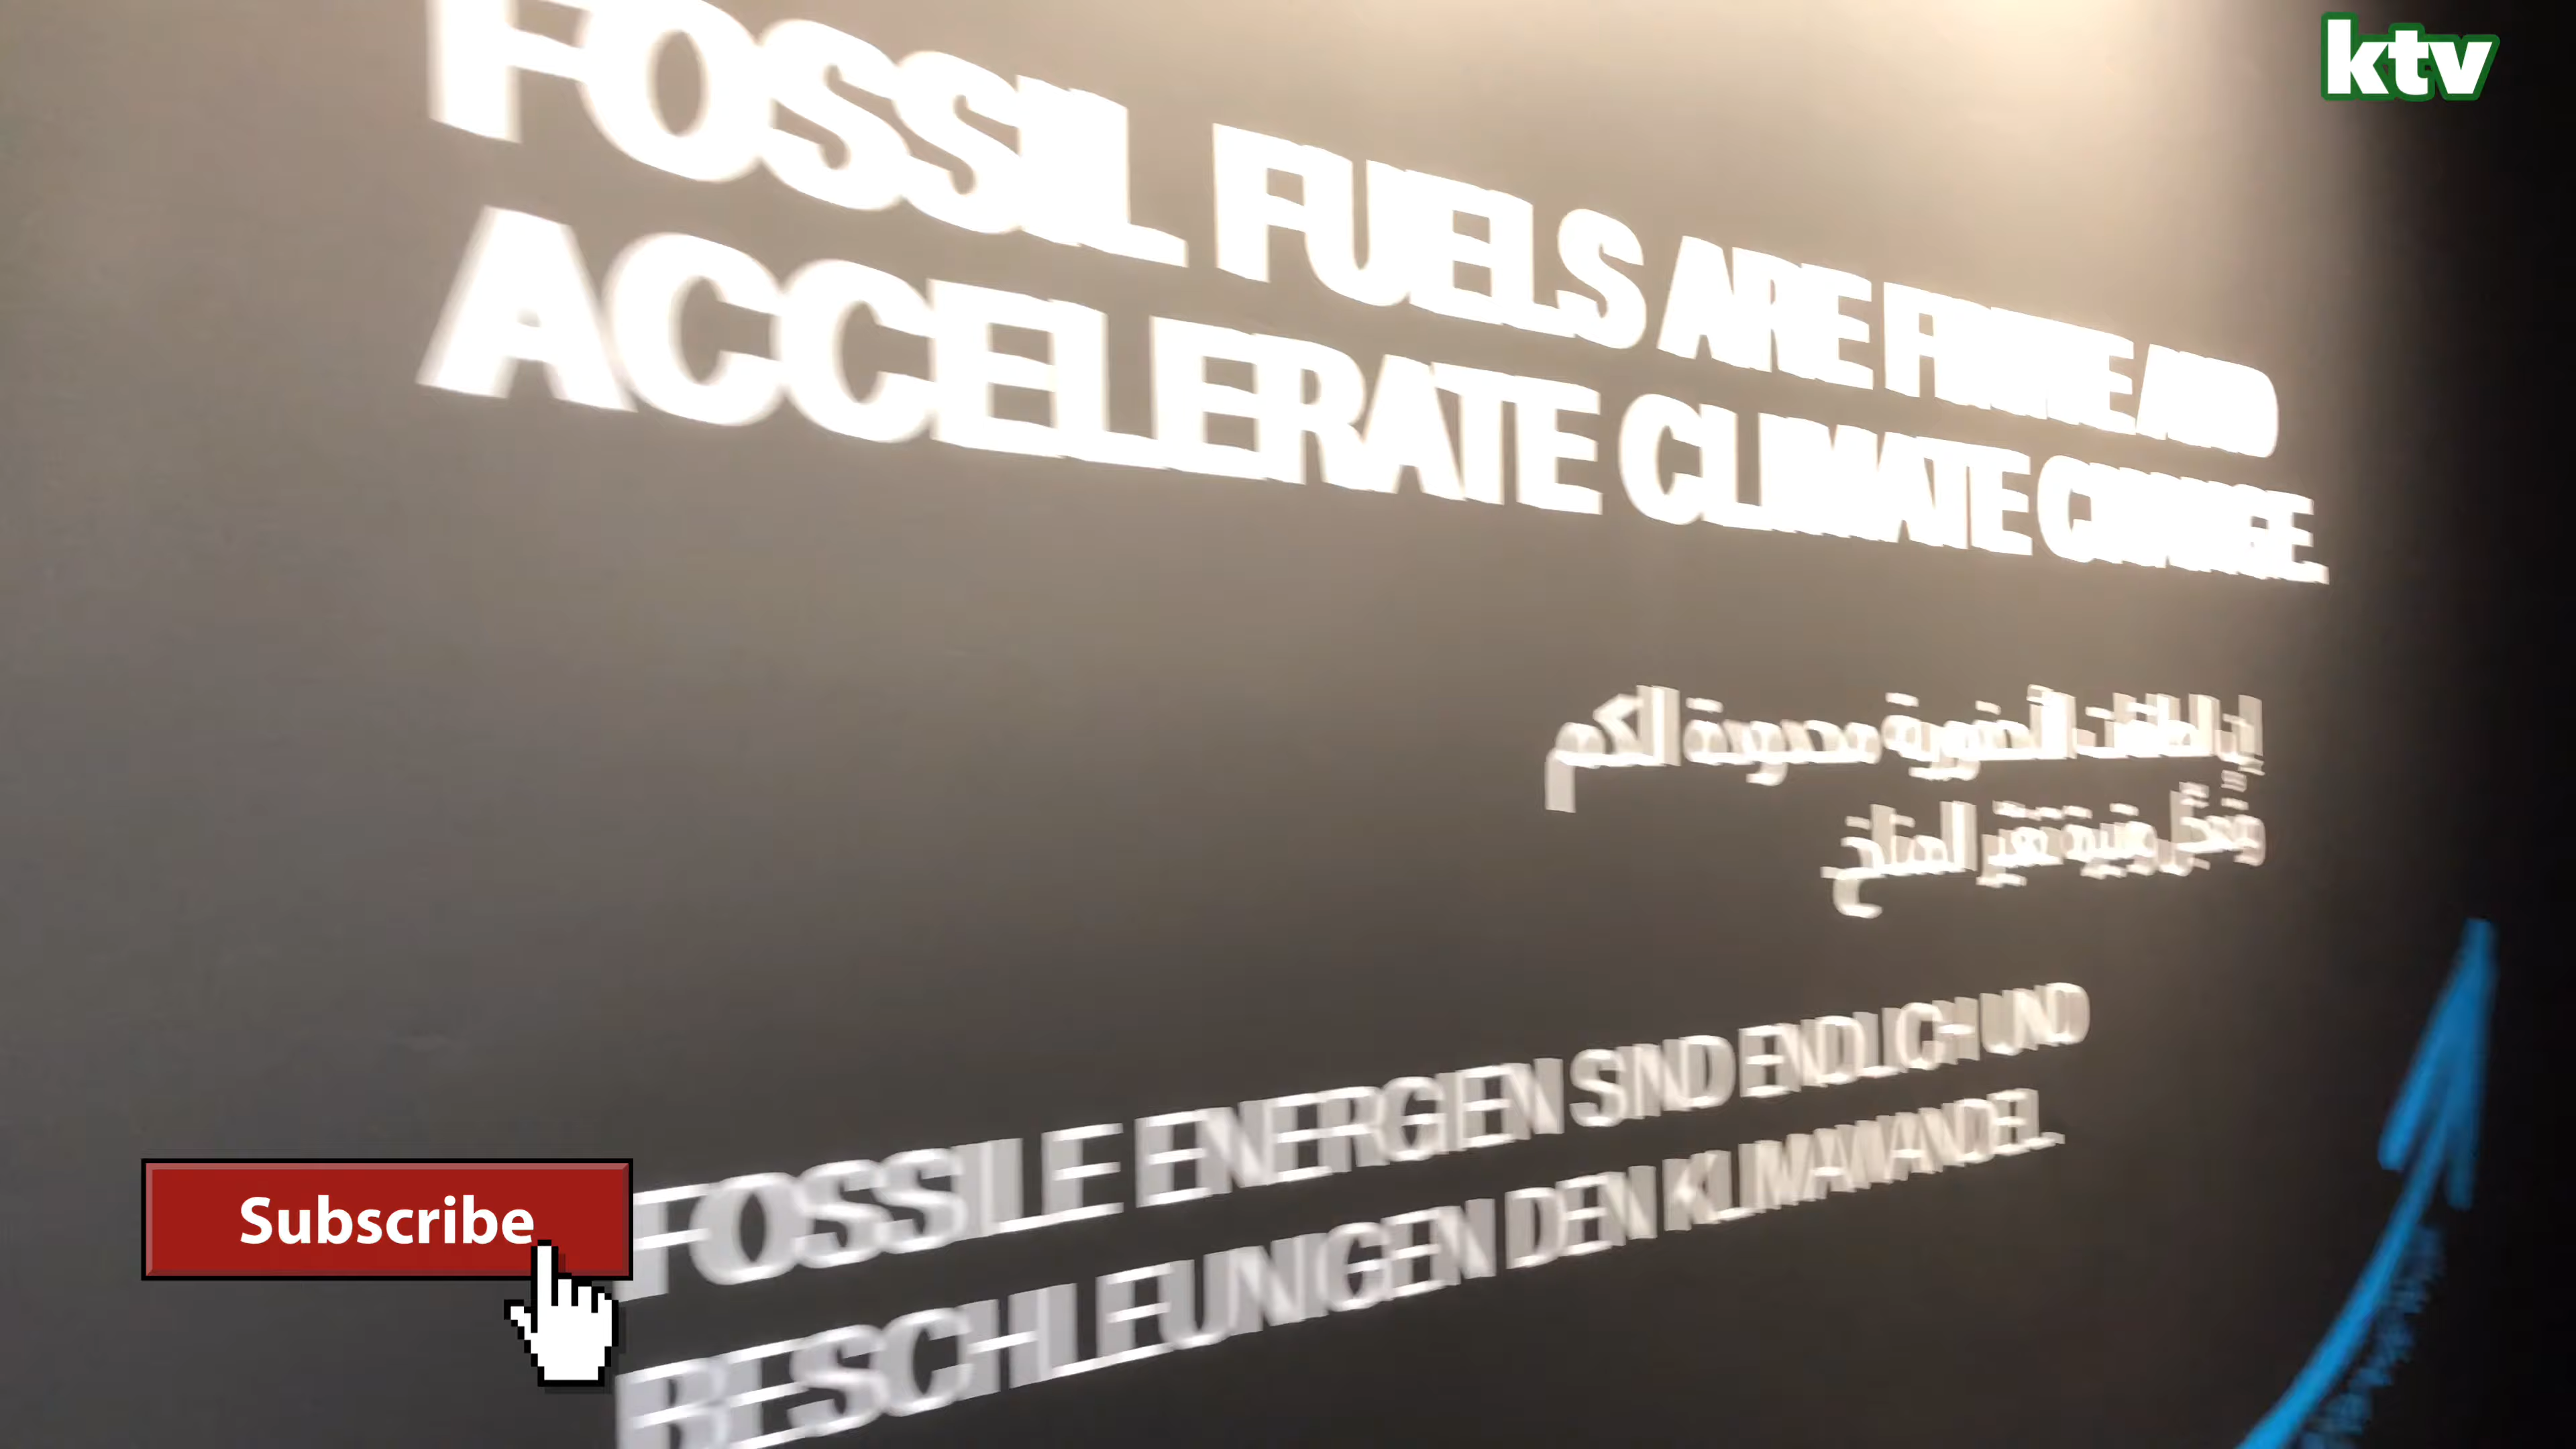 ktv
FOSSIL FUELS ARE FINITE AND
ACCELERATE CLIMATE CHANGE.
إن الطاقات الأحفورية محدودة الكم
وتعجّل وتيرة تغيّر المناخ
FOSSILE ENERGIEN SIND ENDLICH UND
BESCHLEUNIGEN DEN KLIMAWANDEL.
Subscribe